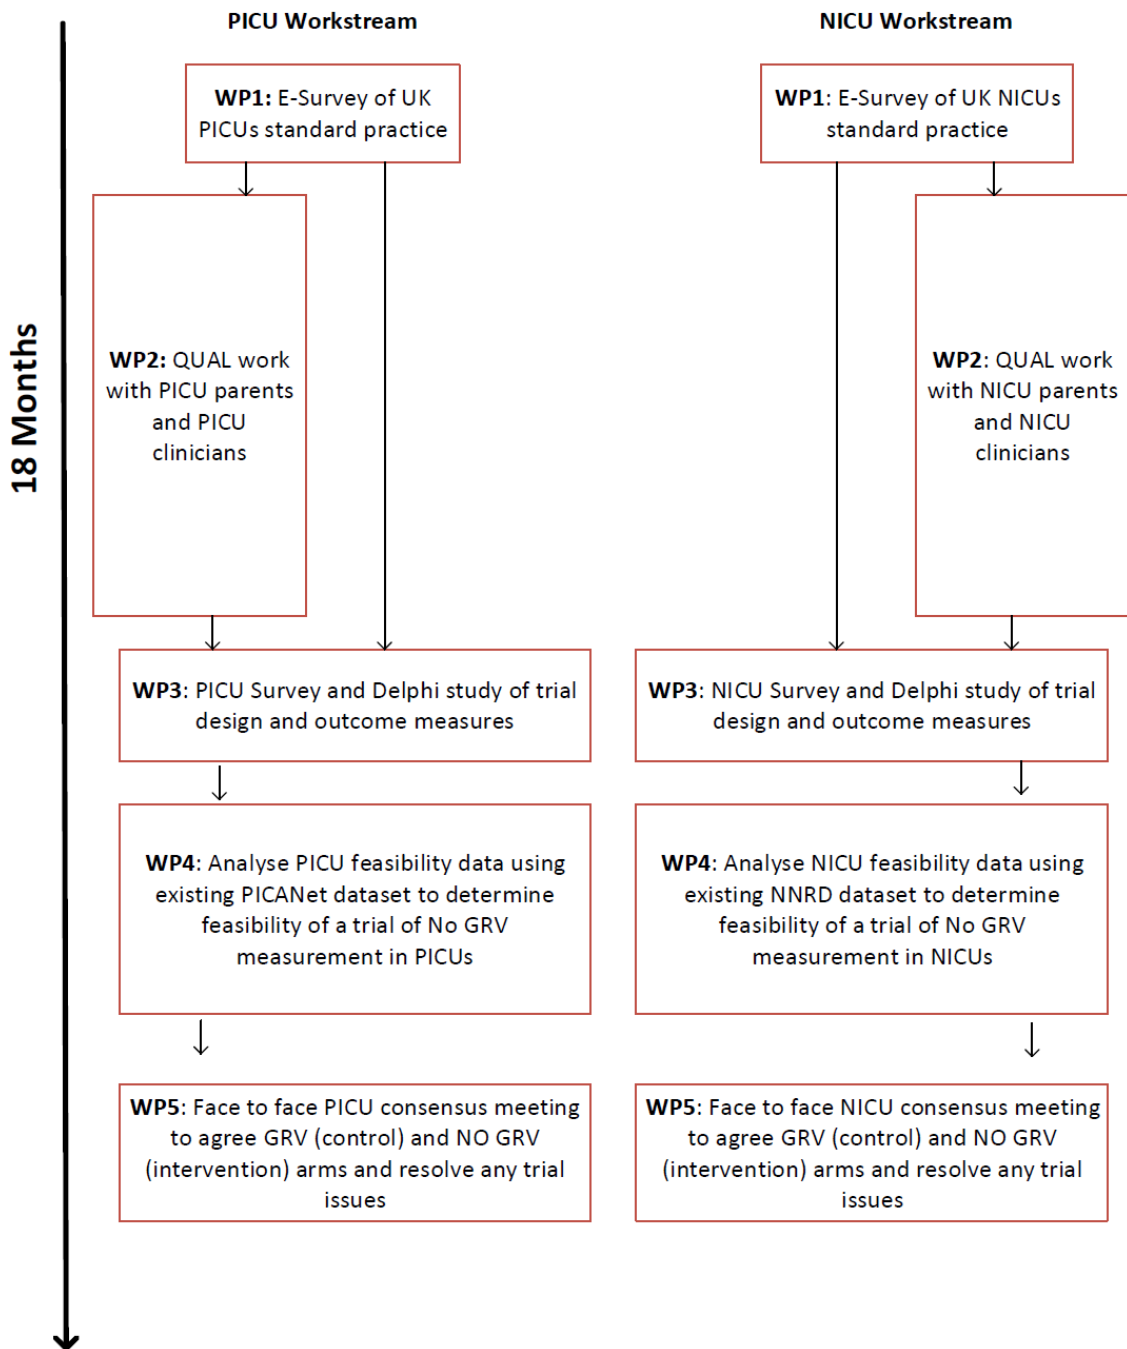 PICU Workstream
NICU Workstream
18 Months
WP1: E-Survey of UK
PICUs standard practice
WP1: E-Survey of UK NICUs
standard practice
WP2: QUAL work
with PICU parents
and PICU
clinicians
WP2: QUAL work
with NICU parents
and NICU
clinicians
WP3: PICU Survey and Delphi study of trial
design and outcome measures
WP3: NICU Survey and Delphi study of trial
design and outcome measures
WP4: Analyse PICU feasibility data using
existing PICANet dataset to determine
feasibility of a trial of No GRV
measurement in PICUs
WP4: Analyse NICU feasibility data using
existing NNRD dataset to determine
feasibility of a trial of No GRV
measurement in NICUs
WP5: Face to face PICU consensus meeting
to agree GRV (control) and NO GRV
(intervention) arms and resolve any trial
issues
WP5: Face to face NICU consensus meeting
to agree GRV (control) and NO GRV
(intervention) arms and resolve any trial
issues